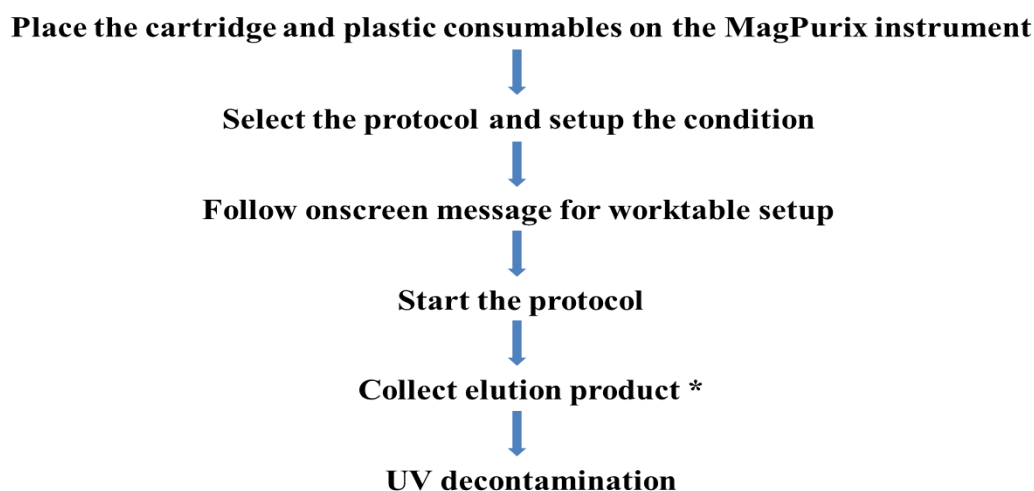 Place the cartridge and plastic consumables on the MagPurix instrument
Select the protocol and setup the condition
Follow onscreen message for worktable setup
Start the protocol
Collect elution product *
UV decontamination